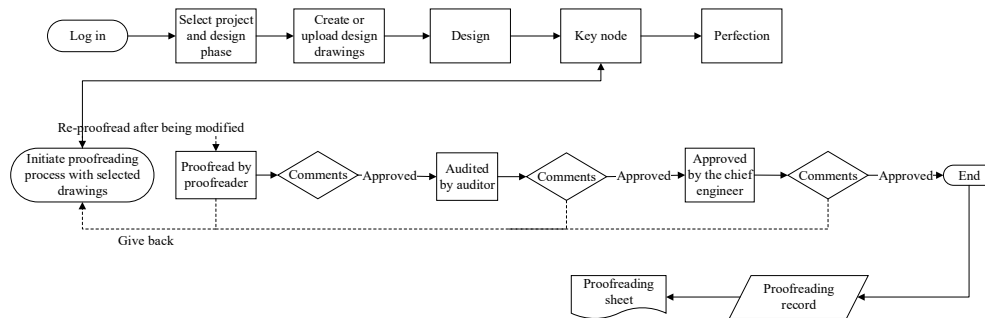 Log in
Select project
and design
phase
Create or
upload design
drawings
Design
Key node
Perfection
Re-proofread after being modified
Initiate proofreading
process with selected
drawings
Proofread by
proofreader
Comments
Approved
Audited
by auditor
Comments
Approved
Approved
by the chief
engineer
Comments
Approved
End
Give back
Proofreading
sheet
Proofreading
record